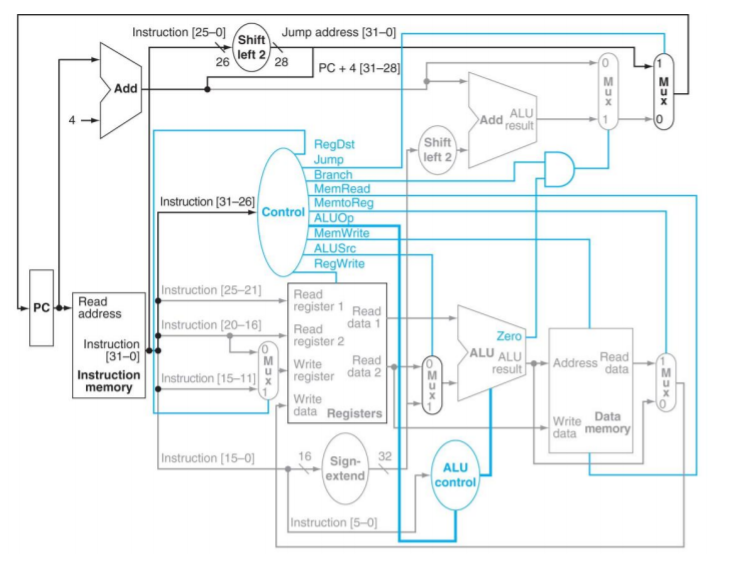 Instruction [25–0]
Shift
left 2
Jump address [31–0]
26
28
PC + 4 [31–28]
Add
4
0
M
u
x
1
1
M
u
x
0
Add
ALU
result
Shift
left 2
RegDst
Jump
Branch
MemRead
MemtoReg
ALUOp
MemWrite
ALUSrc
RegWrite
Control
Instruction [31–26]
PC
Read
address
Instruction
[31–0]
Instruction
memory
Instruction [25–21]
Instruction [20–16]
Instruction [15–11]
0
M
u
x
1
Read
register 1
Read
register 2
Write
register
Write
data
Read
data 1
Read
data 2
Registers
0
M
u
x
1
Zero
ALU
ALU
result
Address
Read
data
Write
data
Data
memory
1
M
u
x
0
Instruction [15–0]
16
Sign-
extend
32
ALU
control
Instruction [5–0]